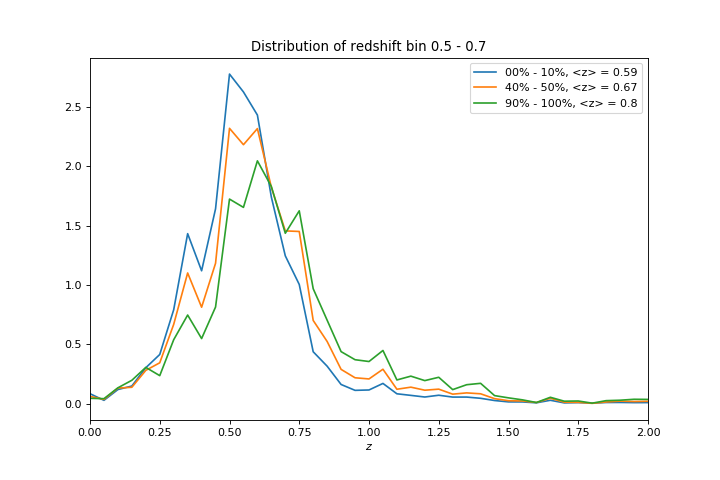 Distribution of redshift bin 0.5 - 0.7
00% - 10%, <z> = 0.59
40% - 50%, <z> = 0.67
90% - 100%, <z> = 0.8
2.5
2.0
1.5
1.0
0.5
0.0
0.00 0.25 0.50 0.75 1.00 1.25 1.50 1.75 2.00
z